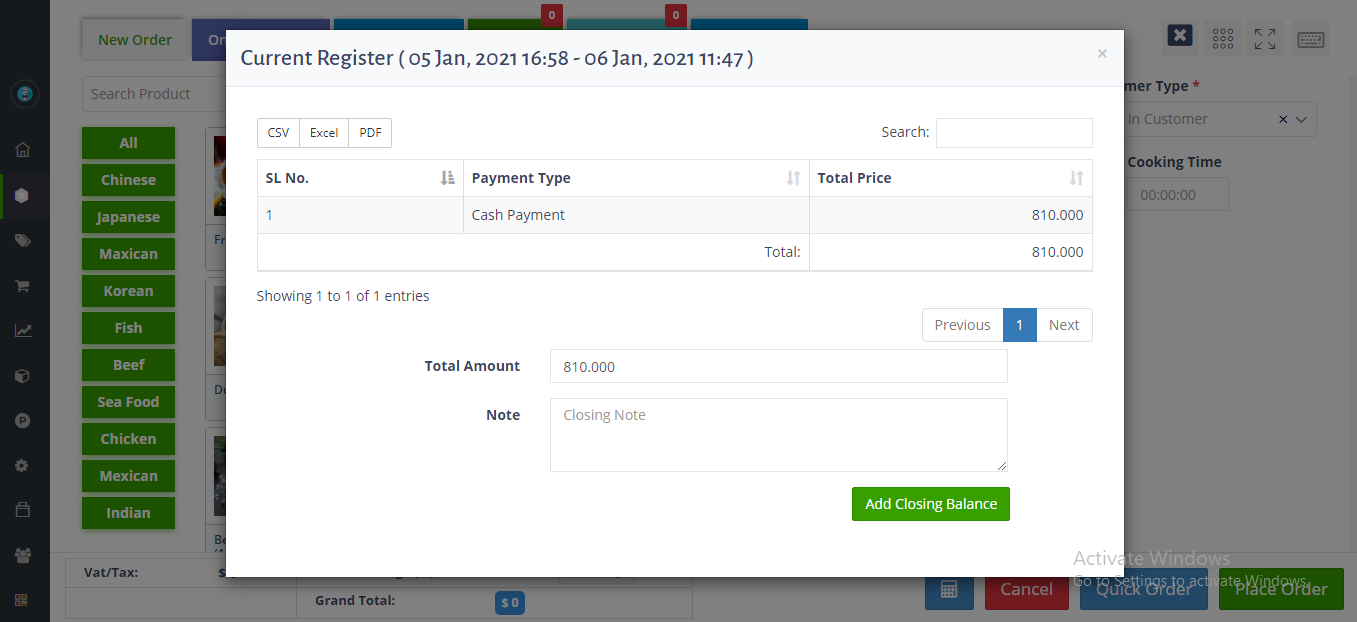 0
0
New Order
On
Current Register ( 05 Jan, 2021 16:58 - 06 Jan, 2021 11:47 )
×
Search Product
mer Type *
In Customer
Cooking Time
00:00:00
All
Chinese
Japanese
Maxican
Korean
Fish
Beef
Sea Food
Chicken
Mexican
Indian
Fr
Du
Be
CSV Excel PDF
Search:
SL No. Payment Type Total Price
1 Cash Payment 810.000
Total: 810.000
Showing 1 to 1 of 1 entries
Previous 1 Next
Total Amount 810.000
Note Closing Note
Add Closing Balance
Vat/Tax: $
Grand Total: $ 0
Activate Windows
Go to Settings to activate Windows.
Cancel Quick Order Place Order